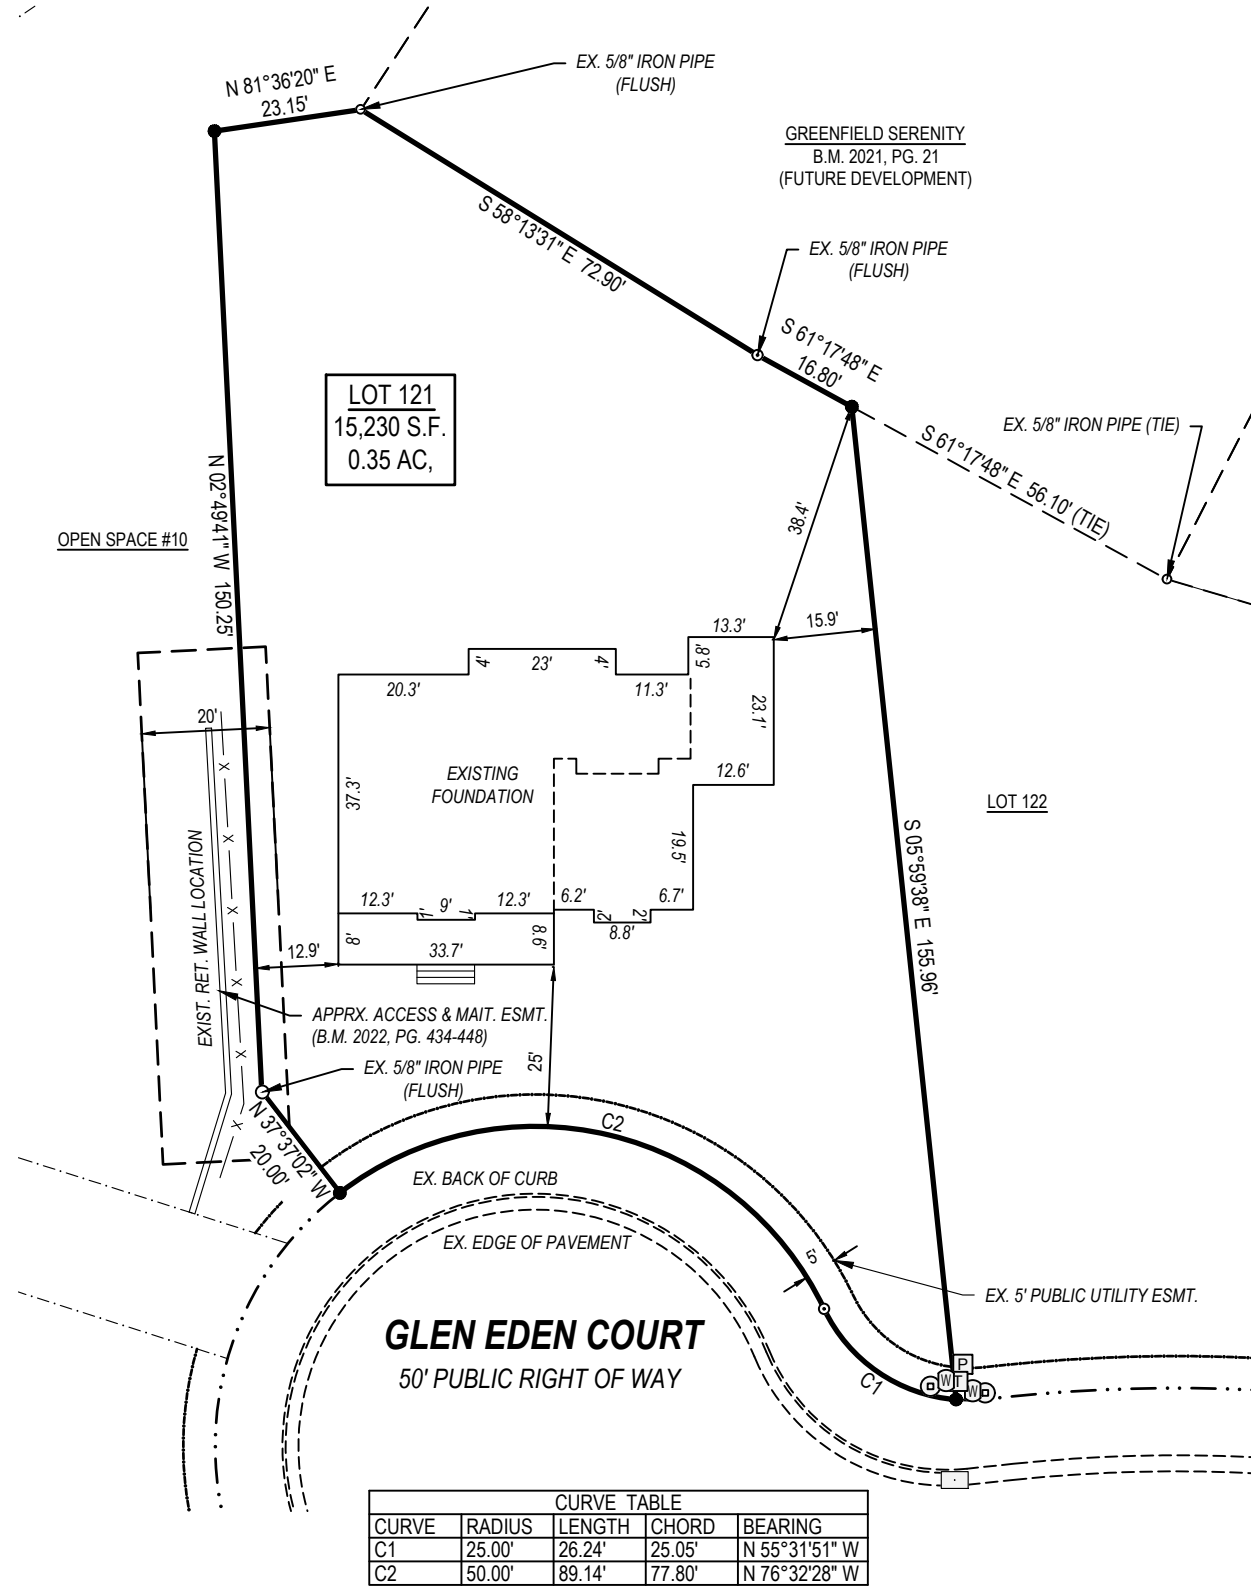 N 81°36'20" E
23.15'
EX. 5/8" IRON PIPE
(FLUSH)
GREENFIELD SERENITY
B.M. 2021, PG. 21
(FUTURE DEVELOPMENT)
S 58°13'31" E 72.90'
EX. 5/8" IRON PIPE
(FLUSH)
S 61°17'48" E
16.80'
LOT 121
15,230 S.F.
0.35 AC,
EX. 5/8" IRON PIPE (TIE)
S 61°17'48" E 56.10' (TIE)
N 02°49'41" W 150.25'
OPEN SPACE #10
38.4'
15.9'
13.3'
5.8'
4'
23'
4'
20.3'
11.3'
23.1'
20'
12.6'
EXISTING
FOUNDATION
37.3'
LOT 122
19.5'
S 05°59'38" E 155.96'
EXIST. RET. WALL LOCATION
X
X
X
X
X
X
12.3'
9'
12.3'
1'
1'
6.2'
6.7'
2'
2'
8.8'
8'
33.7'
8.6'
12.9'
APPRX. ACCESS & MAIT. ESMT.
(B.M. 2022, PG. 434-448)
25'
EX. 5/8" IRON PIPE
(FLUSH)
N 37°37'02" W
20.00'
C2
EX. BACK OF CURB
EX. EDGE OF PAVEMENT
5'
EX. 5' PUBLIC UTILITY ESMT.
GLEN EDEN COURT
50' PUBLIC RIGHT OF WAY
C1
P
W
T
W
CURVE TABLE
CURVE RADIUS LENGTH CHORD BEARING
C1 25.00' 26.24' 25.05' N 55°31'51" W
C2 50.00' 89.14' 77.80' N 76°32'28" W